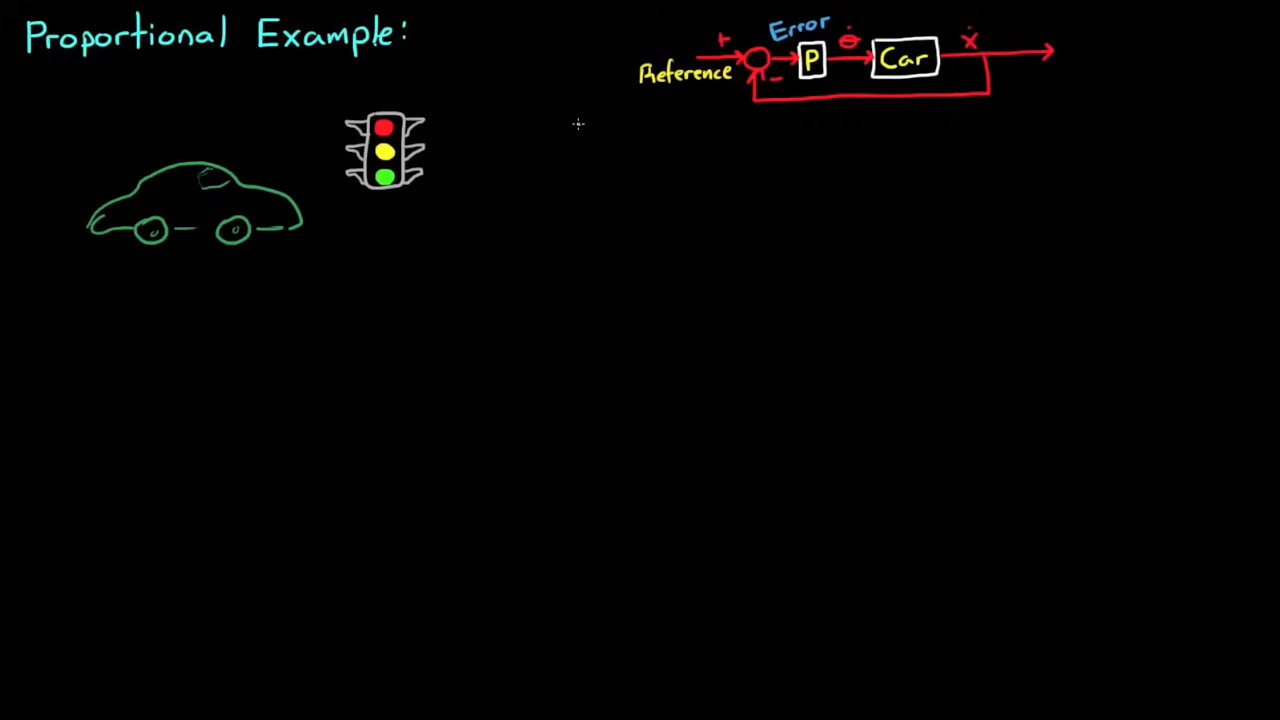 Proportional Example:
Error
+ θ̇ ẋ
Reference P Car
−